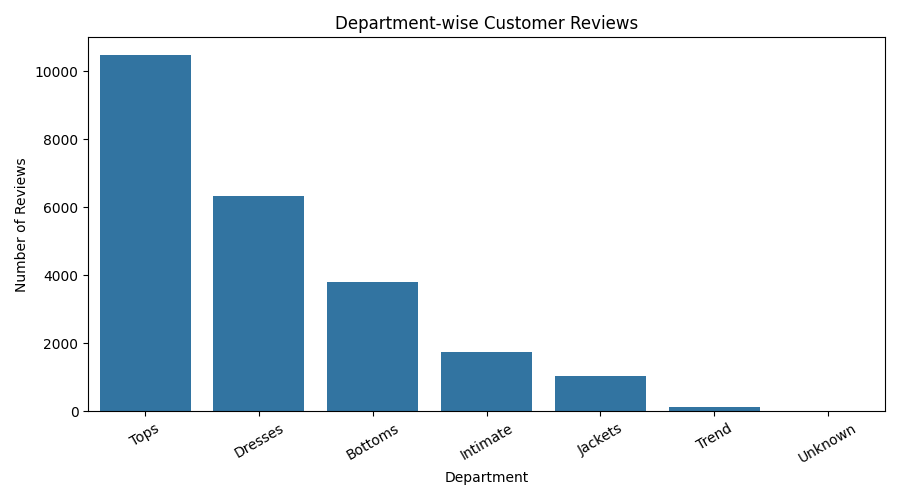 Department-wise Customer Reviews
Number of Reviews
10000
8000
6000
4000
2000
0
Tops
Dresses
Bottoms
Intimate
Jackets
Trend
Unknown
Department